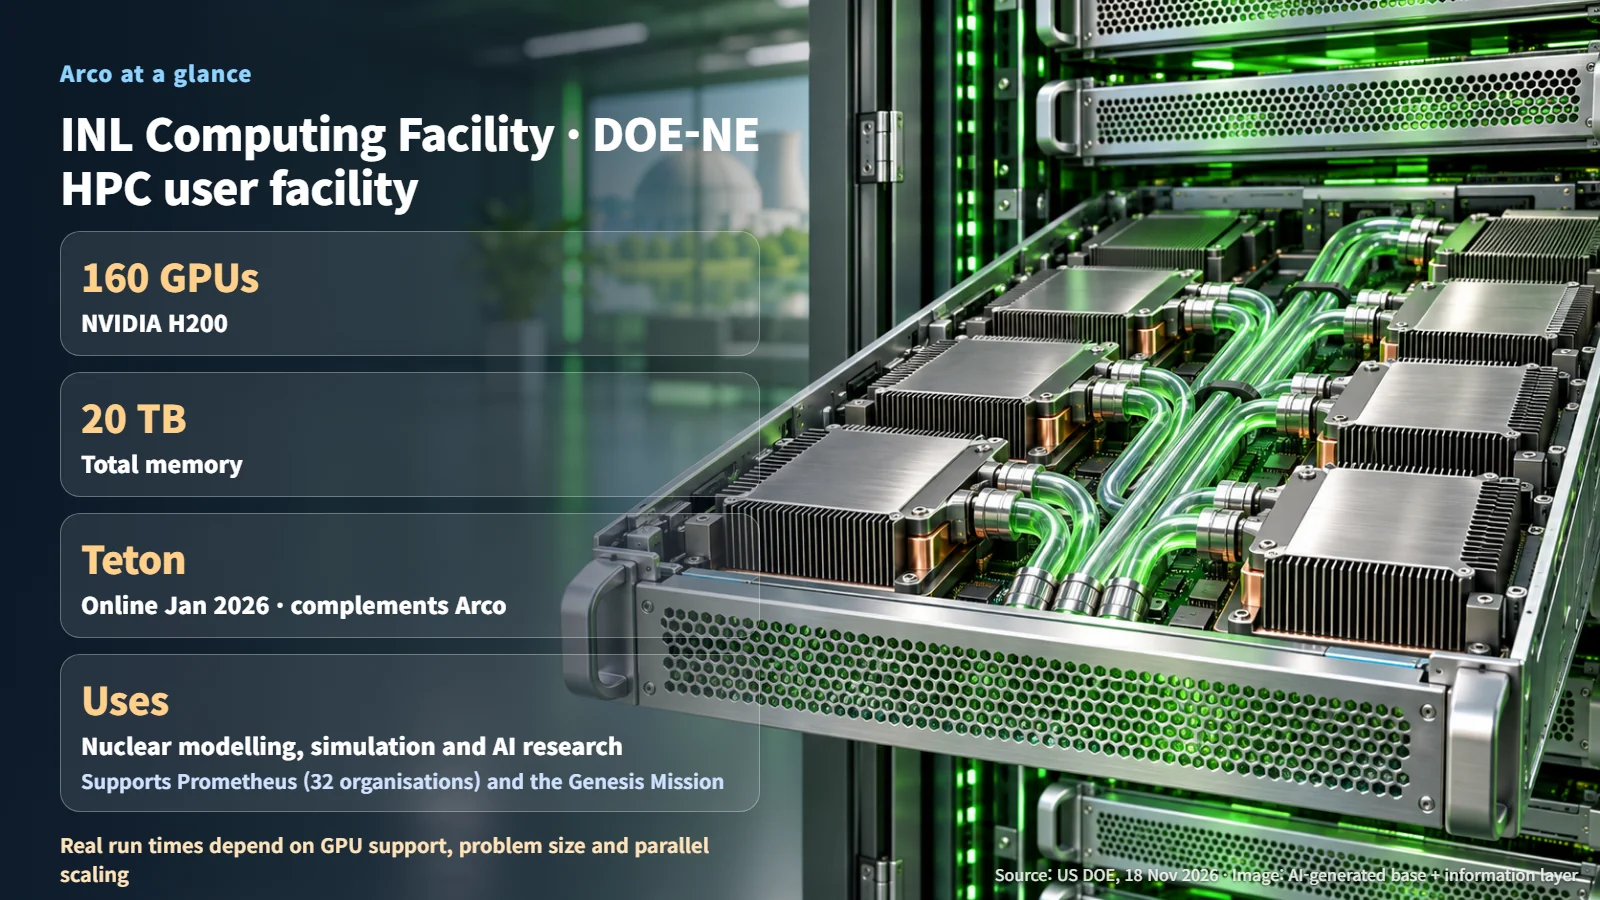 Arco at a glance
INL Computing Facility · DOE-NE
HPC user facility
160 GPUs
NVIDIA H200
20 TB
Total memory
Teton
Online Jan 2026 · complements Arco
Uses
Nuclear modelling, simulation and AI research
Supports Prometheus (32 organisations) and the Genesis Mission
Real run times depend on GPU support, problem size and parallel
scaling
Source: US DOE, 18 Nov 2026 · Image: AI-generated base + information layer